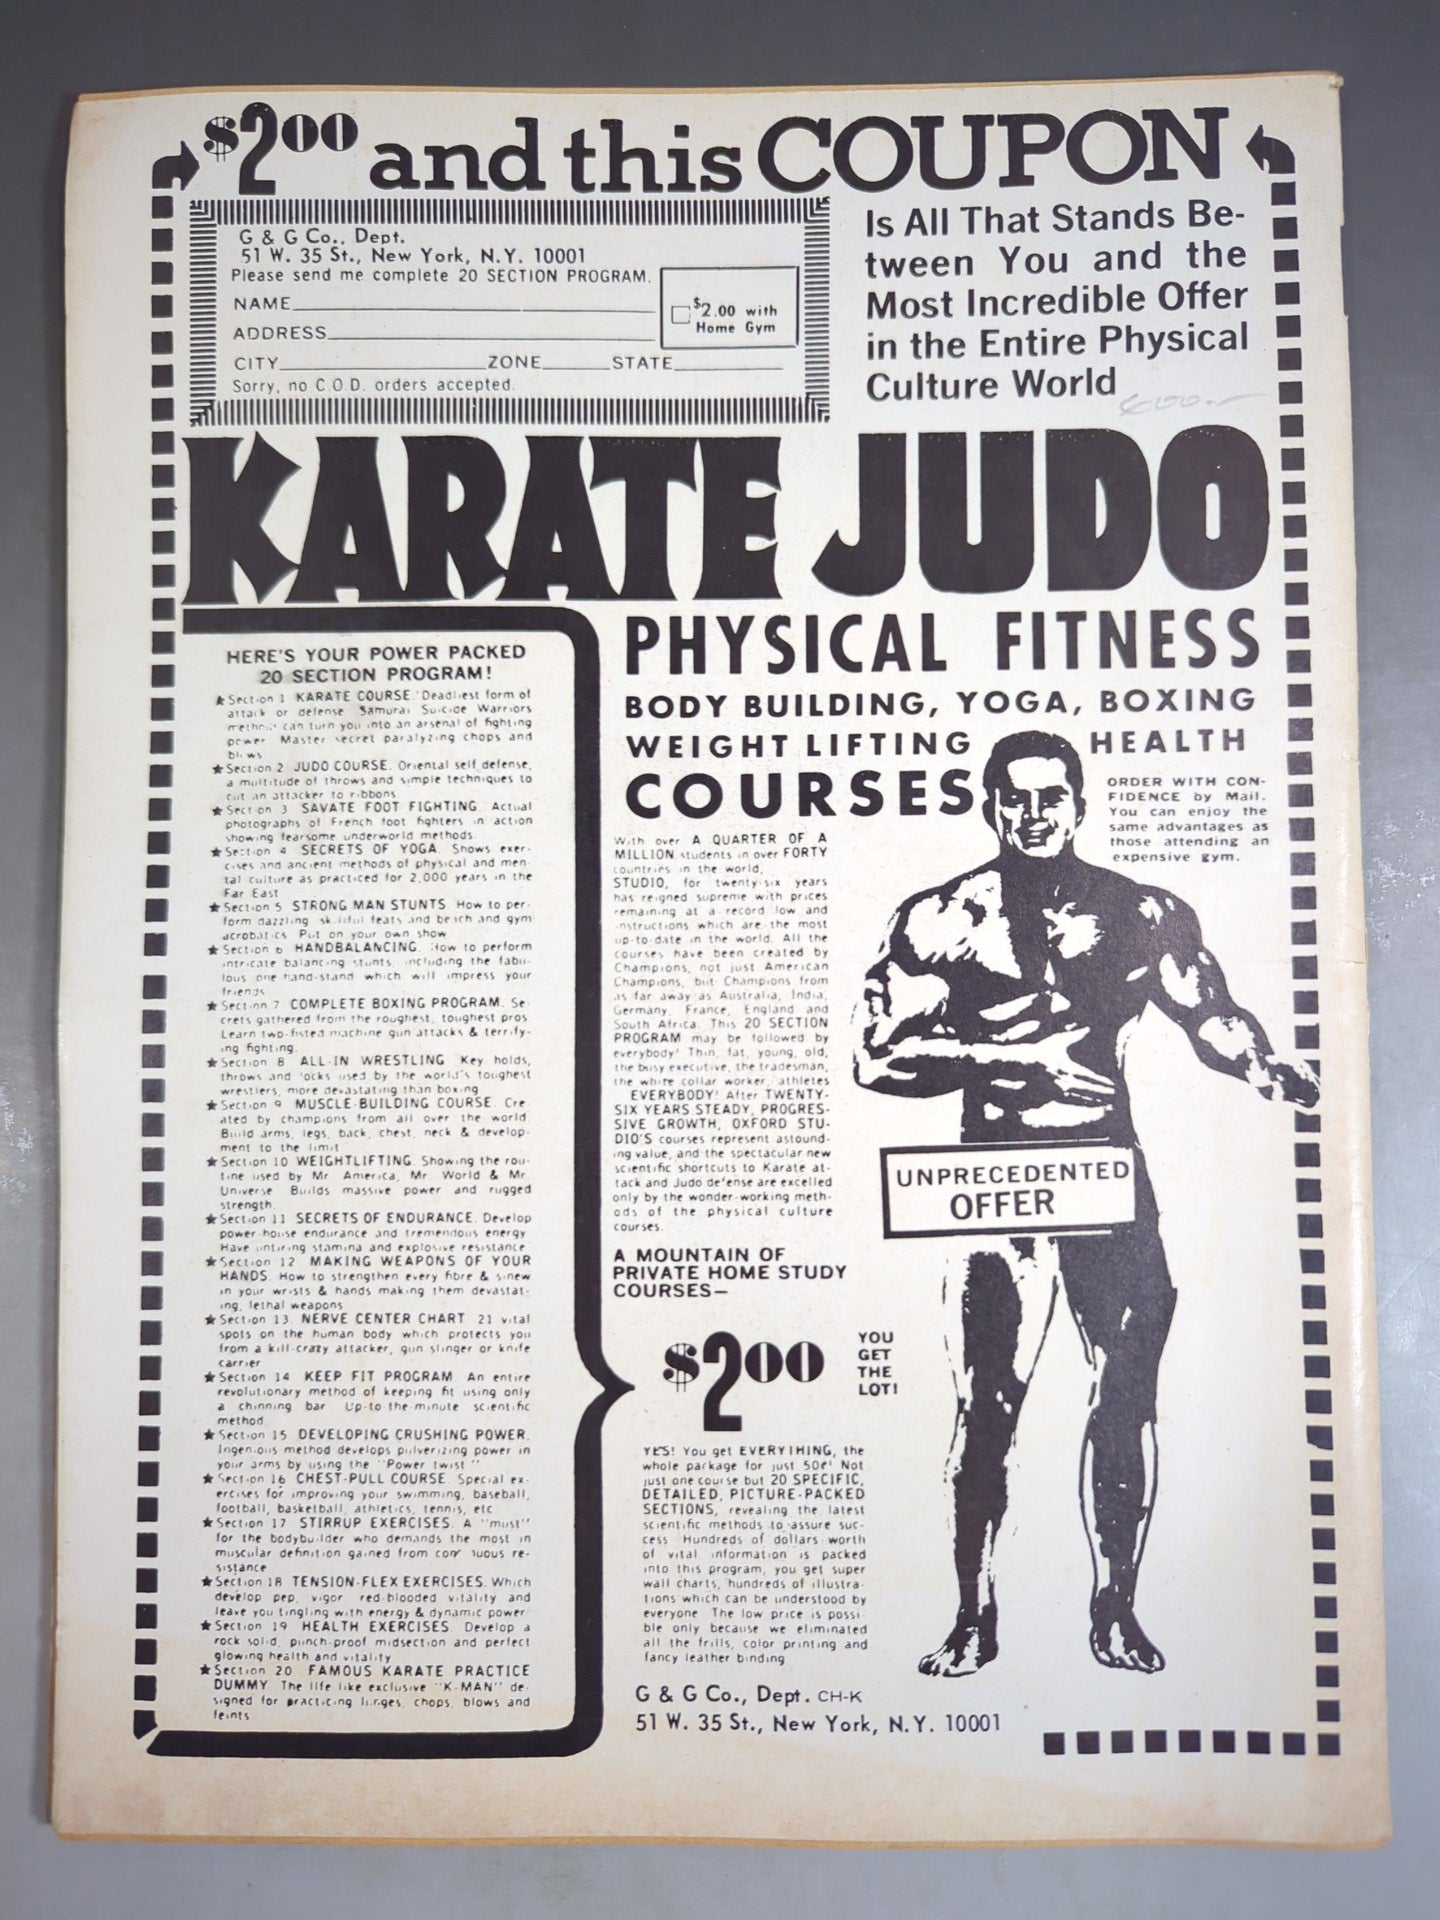 $2.00 and this COUPON
G & G Co., Dept.
51 W. 35 St., New York, N.Y. 10001
Please send me complete 20 SECTION PROGRAM.
NAME
ADDRESS
CITY ZONE STATE
Sorry, no C.O.D. orders accepted.
$2.00 with
Home Gym
Is All That Stands Be-
tween You and the
Most Incredible Offer
in the Entire Physical
Culture World
KARATE JUDO
PHYSICAL FITNESS
BODY BUILDING, YOGA, BOXING
WEIGHT LIFTING HEALTH
COURSES
ORDER WITH CON-
FIDENCE by Mail.
You can enjoy the
same advantages as
those attending an
expensive gym.
HERE'S YOUR POWER PACKED
20 SECTION PROGRAM!
★Section 1 KARATE COURSE. Deadliest form of
attack or defense Samurai Suicide Warriors
can turn you into an arsenal of fighting
power Master secret paralyzing chops and
blows
★Section 2 JUDO COURSE. Oriental self defense,
a multitude of throws and simple techniques to
cut an attacker to ribbons
★Section 3 SAVATE FOOT FIGHTING. Actual
photographs of French foot fighters in action
showing fearsome underworld methods.
★Section 4 SECRETS OF YOGA. Shows exer-
cises and ancient methods of physical and men-
tal culture as practiced for 2,000 years in the
Far East
★Section 5 STRONG MAN STUNTS. How to per-
form dazzling skillful feats and bench and gym
acrobatics Put on your own show
★Section 6 HANDBALANCING. How to perform
intricate balancing stunts, including the fabu-
lous one hand-stand which will impress your
friends
★Section 7 COMPLETE BOXING PROGRAM. Se-
crets gathered from the roughest, toughest pros
Learn two-fisted machine gun attacks & terrify-
ing fighting.
★Section 8 ALL-IN WRESTLING Key holds,
throws and locks used by the world's toughest
wrestlers, more devastating than boxing
★Section 9 MUSCLE-BUILDING COURSE. Cre-
ated by champions from all over the world
Build arms, legs, back, chest, neck & develop-
ment to the limit
★Section 10 WEIGHTLIFTING. Showing the rou-
tine used by Mr America, Mr World & Mr.
Universe Builds massive power and rugged
strength.
★Section 11 SECRETS OF ENDURANCE. Develop
power-house endurance and tremendous energy
Have untiring stamina and explosive resistance
★Section 12 MAKING WEAPONS OF YOUR
HANDS. How to strengthen every fibre & sinew
in your wrists & hands making them devastat-
ing, lethal weapons
★Section 13 NERVE CENTER CHART 21 vital
spots on the human body which protects you
from a kill-crazy attacker, gun slinger or knife
carrier
★Section 14 KEEP FIT PROGRAM. An entire
revolutionary method of keeping fit using only
a chinning bar Up-to-the-minute scientific
method
★Section 15 DEVELOPING CRUSHING POWER.
Ingenious method develops pulverizing power in
your arms by using the "Power twist"
★Section 16 CHEST-PULL COURSE. Special ex-
ercises for improving your swimming, baseball,
football, basketball, athletics, tennis, etc
★Section 17 STIRRUP EXERCISES. A "must"
for the bodybuilder who demands the most in
muscular definition gained from re-
sistance
★Section 18 TENSION-FLEX EXERCISES. Which
develop pep, vigor red-blooded vitality and
leave you tingling with energy & dynamic power
★Section 19 HEALTH EXERCISES. Develop a
rock solid, punch-proof midsection and perfect
glowing health and vitality
★Section 20 FAMOUS KARATE PRACTICE
DUMMY The life like exclusive "K-MAN" de-
signed for practicing lunges, chops, blows and
feints
With over A QUARTER OF A
MILLION students in over FORTY
countries in the world,
STUDIO, for twenty-six years
has reigned supreme with prices
remaining at a record low and
instructions which are the most
up-to-date in the world. All the
courses have been created by
Champions, not just American
Champions, but Champions from
as far away as Australia, India,
Germany, France, England and
South Africa. This 20 SECTION
PROGRAM may be followed by
everybody! Thin, fat, young, old,
the busy executive, the tradesman,
the white collar worker, athletes
EVERYBODY! After TWENTY-
SIX YEARS STEADY, PROGRES-
SIVE GROWTH, OXFORD STU-
DIO'S courses represent astound-
ing value, and the spectacular new
scientific shortcuts to Karate at-
tack and Judo defense are excelled
only by the wonder-working meth-
ods of the physical culture
courses.
UNPRECEDENTED
OFFER
A MOUNTAIN OF
PRIVATE HOME STUDY
COURSES—
$2.00
YOU
GET
THE
LOT!
YES! You get EVERYTHING, the
whole package for just 50¢! Not
just one course but 20 SPECIFIC,
DETAILED, PICTURE-PACKED
SECTIONS, revealing the latest
scientific methods to assure suc-
cess Hundreds of dollars worth
of vital information is packed
into this program, you get super
wall charts, hundreds of illustra-
tions which can be understood by
everyone The low price is possi-
ble only because we eliminated
all the frills, color printing and
fancy leather binding
G & G Co., Dept. CH-K
51 W. 35 St., New York, N.Y. 10001